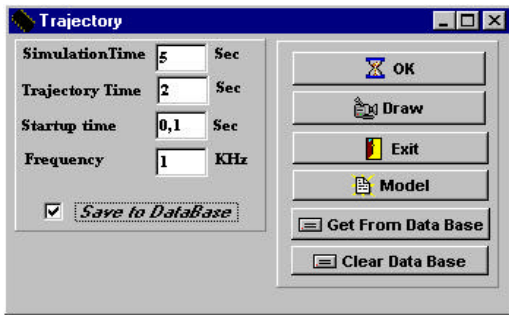 Trajectory
SimulationTime 5 Sec
Trajectory Time 2 Sec
Startup time 0,1 Sec
Frequency 1 KHz
Save to DataBase
OK
Draw
Exit
Model
Get From Data Base
Clear Data Base